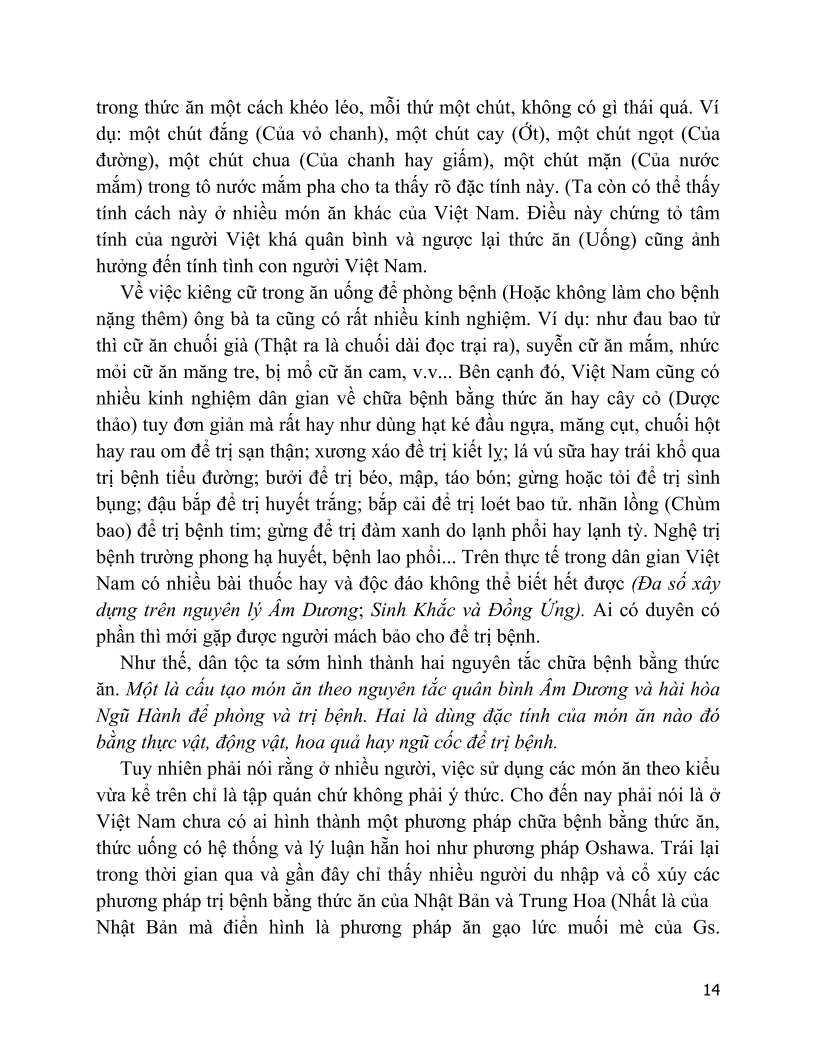 trong thức ăn một cách khéo léo, mỗi thứ một chút, không có gì thái quá. Ví
dụ: một chút đắng (Của vỏ chanh), một chút cay (Ớt), một chút ngọt (Của
đường), một chút chua (Của chanh hay giấm), một chút mặn (Của nước
mắm) trong tô nước mắm pha cho ta thấy rõ đặc tính này. (Ta còn có thể thấy
tính cách này ở nhiều món ăn khác của Việt Nam. Điều này chứng tỏ tâm
tính của người Việt khá quân bình và ngược lại thức ăn (Uống) cũng ảnh
hưởng đến tính tình con người Việt Nam.
Về việc kiêng cữ trong ăn uống để phòng bệnh (Hoặc không làm cho bệnh
nặng thêm) ông bà ta cũng có rất nhiều kinh nghiệm. Ví dụ: như đau bao tử
thì cữ ăn chuối già (Thật ra là chuối dài đọc trại ra), suyễn cữ ăn mắm, nhức
mỏi cữ ăn măng tre, bị mổ cữ ăn cam, v.v... Bên cạnh đó, Việt Nam cũng có
nhiều kinh nghiệm dân gian về chữa bệnh bằng thức ăn hay cây cỏ (Dược
thảo) tuy đơn giản mà rất hay như dùng hạt ké đầu ngựa, măng cụt, chuối hột
hay rau om để trị sạn thận; xương xáo đề trị kiết lỵ; lá vú sữa hay trái khổ qua
trị bệnh tiểu đường; bưởi để trị béo, mập, táo bón; gừng hoặc tỏi để trị sình
bụng; đậu bắp để trị huyết trắng; bắp cải để trị loét bao tử. nhãn lồng (Chùm
bao) để trị bệnh tim; gừng để trị đàm xanh do lạnh phổi hay lạnh tỳ. Nghệ trị
bệnh trường phong hạ huyết, bệnh lao phổi... Trên thực tế trong dân gian Việt
Nam có nhiều bài thuốc hay và độc đáo không thể biết hết được (Đa số xây
dựng trên nguyên lý Âm Dương; Sinh Khắc và Đồng Ứng). Ai có duyên có
phần thì mới gặp được người mách bảo cho để trị bệnh.
Như thế, dân tộc ta sớm hình thành hai nguyên tắc chữa bệnh bằng thức
ăn. Một là cấu tạo món ăn theo nguyên tắc quân bình Âm Dương và hài hòa
Ngũ Hành để phòng và trị bệnh. Hai là dùng đặc tính của món ăn nào đó
bằng thực vật, động vật, hoa quả hay ngũ cốc để trị bệnh.
Tuy nhiên phải nói rằng ở nhiều người, việc sử dụng các món ăn theo kiểu
vừa kể trên chỉ là tập quán chứ không phải ý thức. Cho đến nay phải nói là ở
Việt Nam chưa có ai hình thành một phương pháp chữa bệnh bằng thức ăn,
thức uống có hệ thống và lý luận hẵn hoi như phương pháp Oshawa. Trái lại
trong thời gian qua và gần đây chỉ thấy nhiều người du nhập và cổ xúy các
phương pháp trị bệnh bằng thức ăn của Nhật Bản và Trung Hoa (Nhất là của
Nhật Bản mà điển hình là phương pháp ăn gạo lức muối mè của Gs.
14